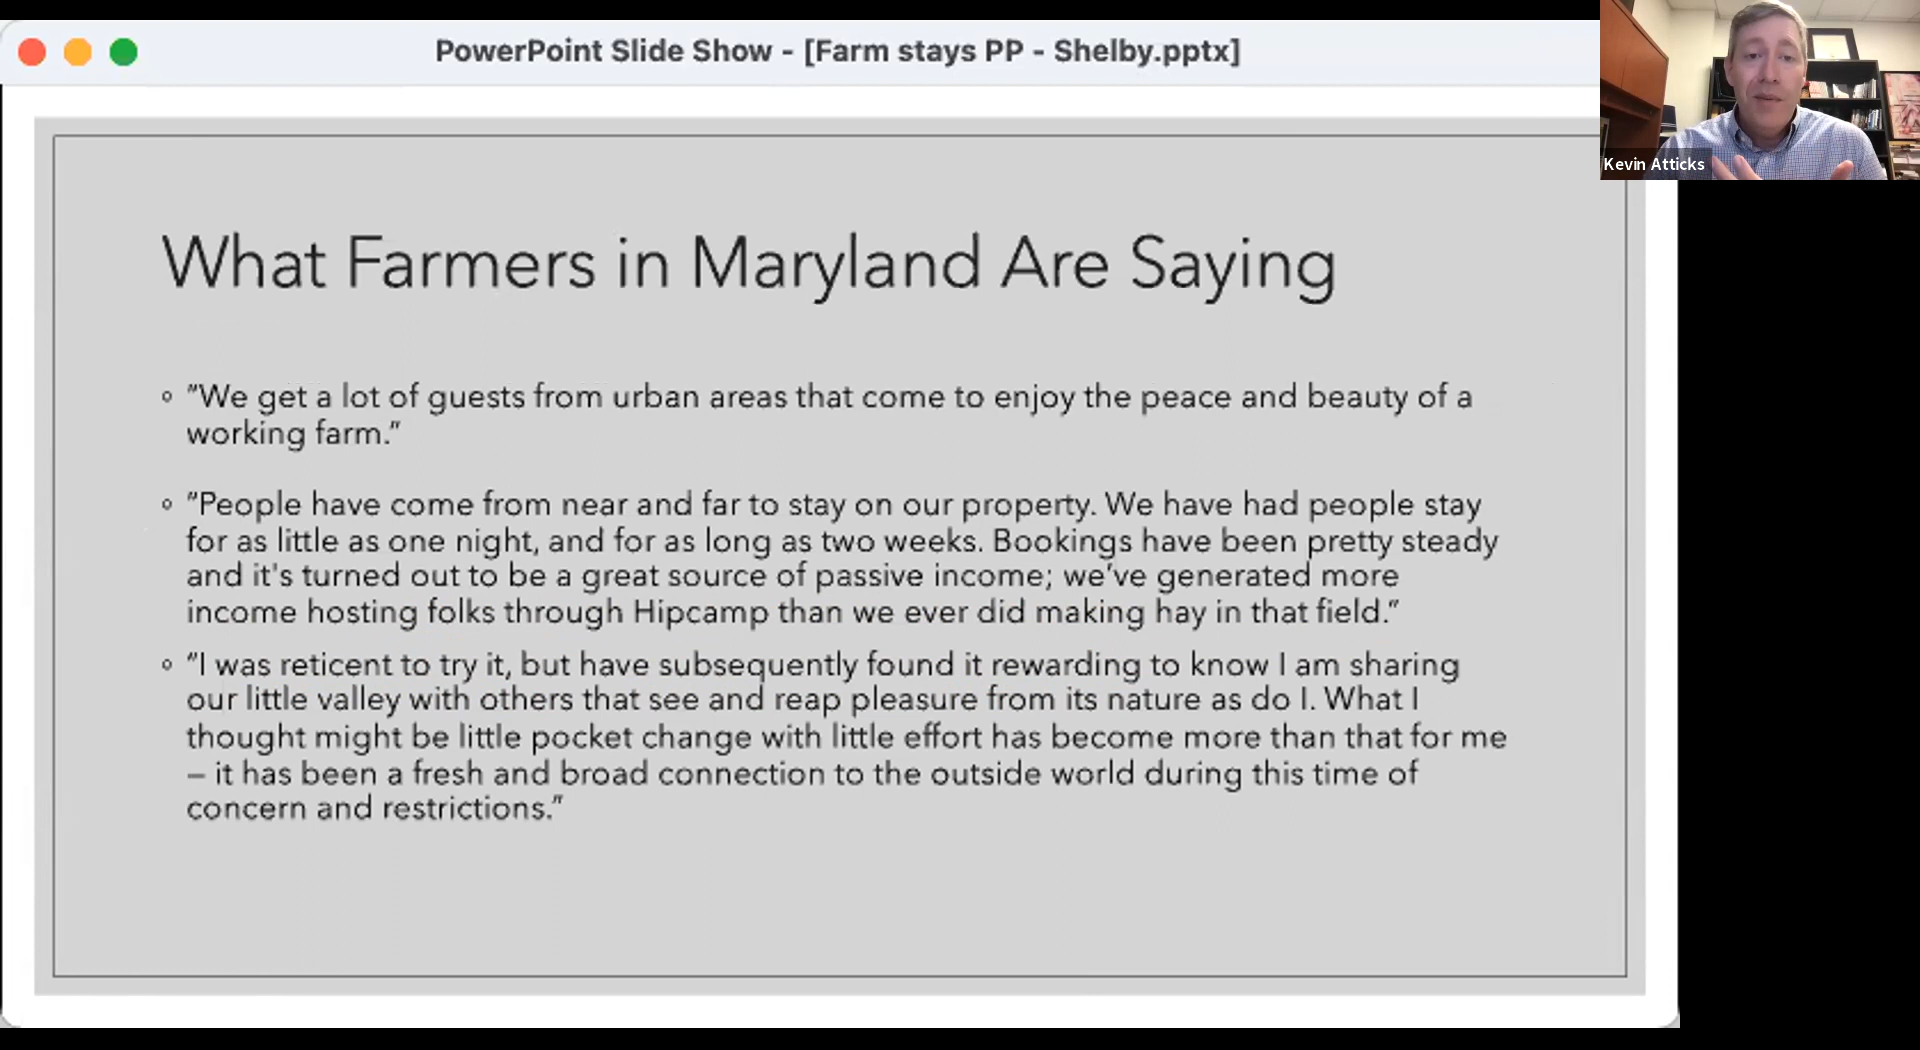 PowerPoint Slide Show - [Farm stays PP - Shelby.pptx]
Kevin Atticks
What Farmers in Maryland Are Saying
"We get a lot of guests from urban areas that come to enjoy the peace and beauty of a
working farm."
"People have come from near and far to stay on our property. We have had people stay
for as little as one night, and for as long as two weeks. Bookings have been pretty steady
and it's turned out to be a great source of passive income; we've generated more
income hosting folks through Hipcamp than we ever did making hay in that field."
"I was reticent to try it, but have subsequently found it rewarding to know I am sharing
our little valley with others that see and reap pleasure from its nature as do I. What I
thought might be little pocket change with little effort has become more than that for me
– it has been a fresh and broad connection to the outside world during this time of
concern and restrictions."